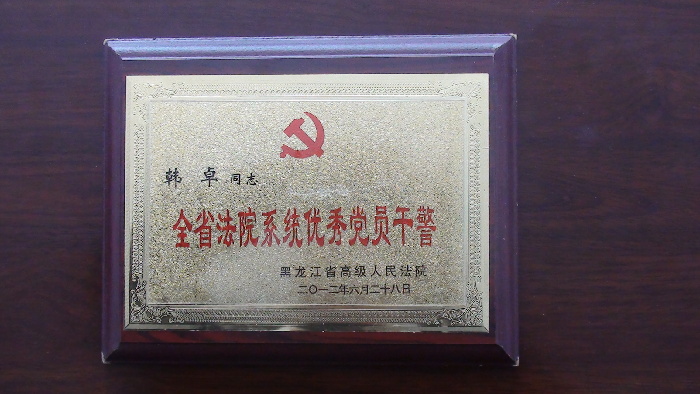 韩卓同志
全省法院系统优秀党员干警
黑龙江省高级人民法院
二〇一二年六月二十八日